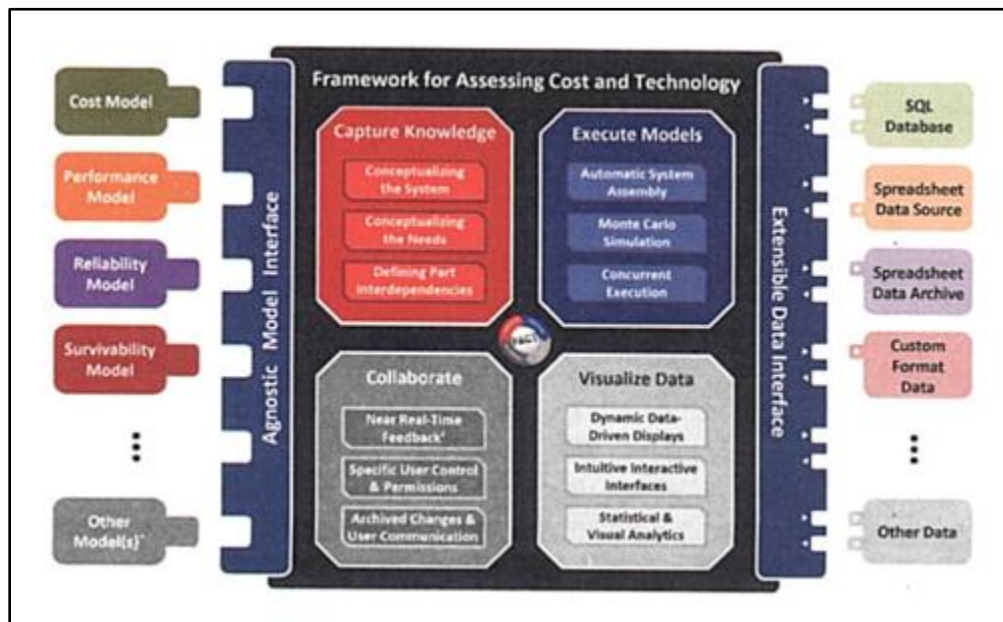 Framework for Assessing Cost and Technology
Cost Model
Performance
Model
Reliability
Model
Survivability
Model
Other
Model(s)
Agnostic Model Interface
Capture Knowledge
Conceptualizing
the System
Conceptualizing
the Needs
Defining Part
Interdependencies
Execute Models
Automatic System
Assembly
Monte Carlo
Simulation
Concurrent
Execution
FACT
Collaborate
Near Real-Time
Feedback
Specific User Control
& Permissions
Archived Changes &
User Communication
Visualize Data
Dynamic Data-
Driven Displays
Intuitive Interactive
Interfaces
Statistical &
Visual Analytics
Extensible Data Interface
SQL
Database
Spreadsheet
Data Source
Spreadsheet
Data Archive
Custom
Format
Data
Other Data